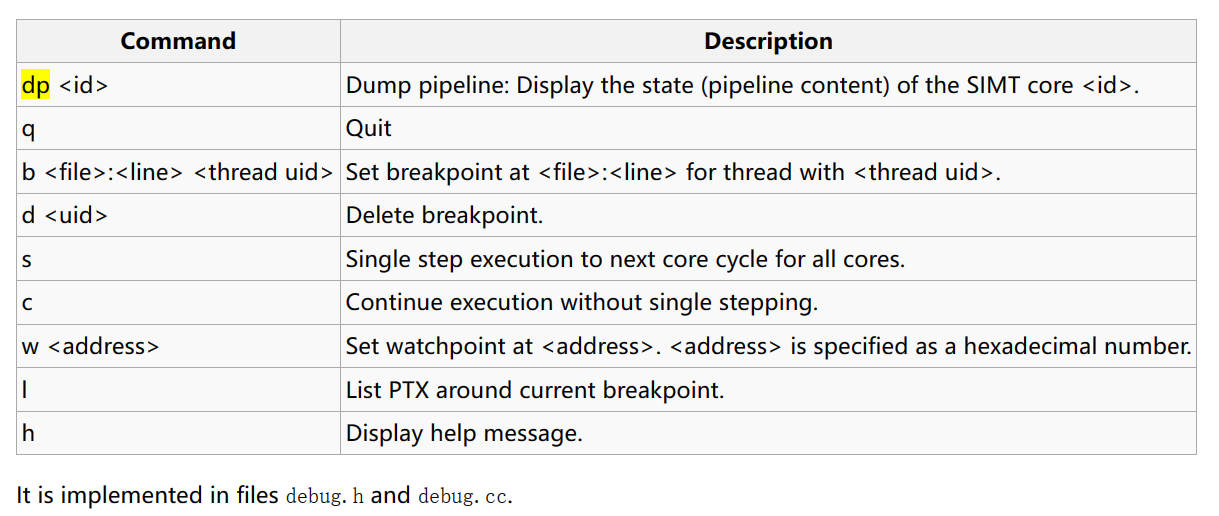 Command Description
dp <id> Dump pipeline: Display the state (pipeline content) of the SIMT core <id>.
q Quit
b <file>:<line> <thread uid> Set breakpoint at <file>:<line> for thread with <thread uid>.
d <uid> Delete breakpoint.
s Single step execution to next core cycle for all cores.
c Continue execution without single stepping.
w <address> Set watchpoint at <address>. <address> is specified as a hexadecimal number.
l List PTX around current breakpoint.
h Display help message.
It is implemented in files debug.h and debug.cc.